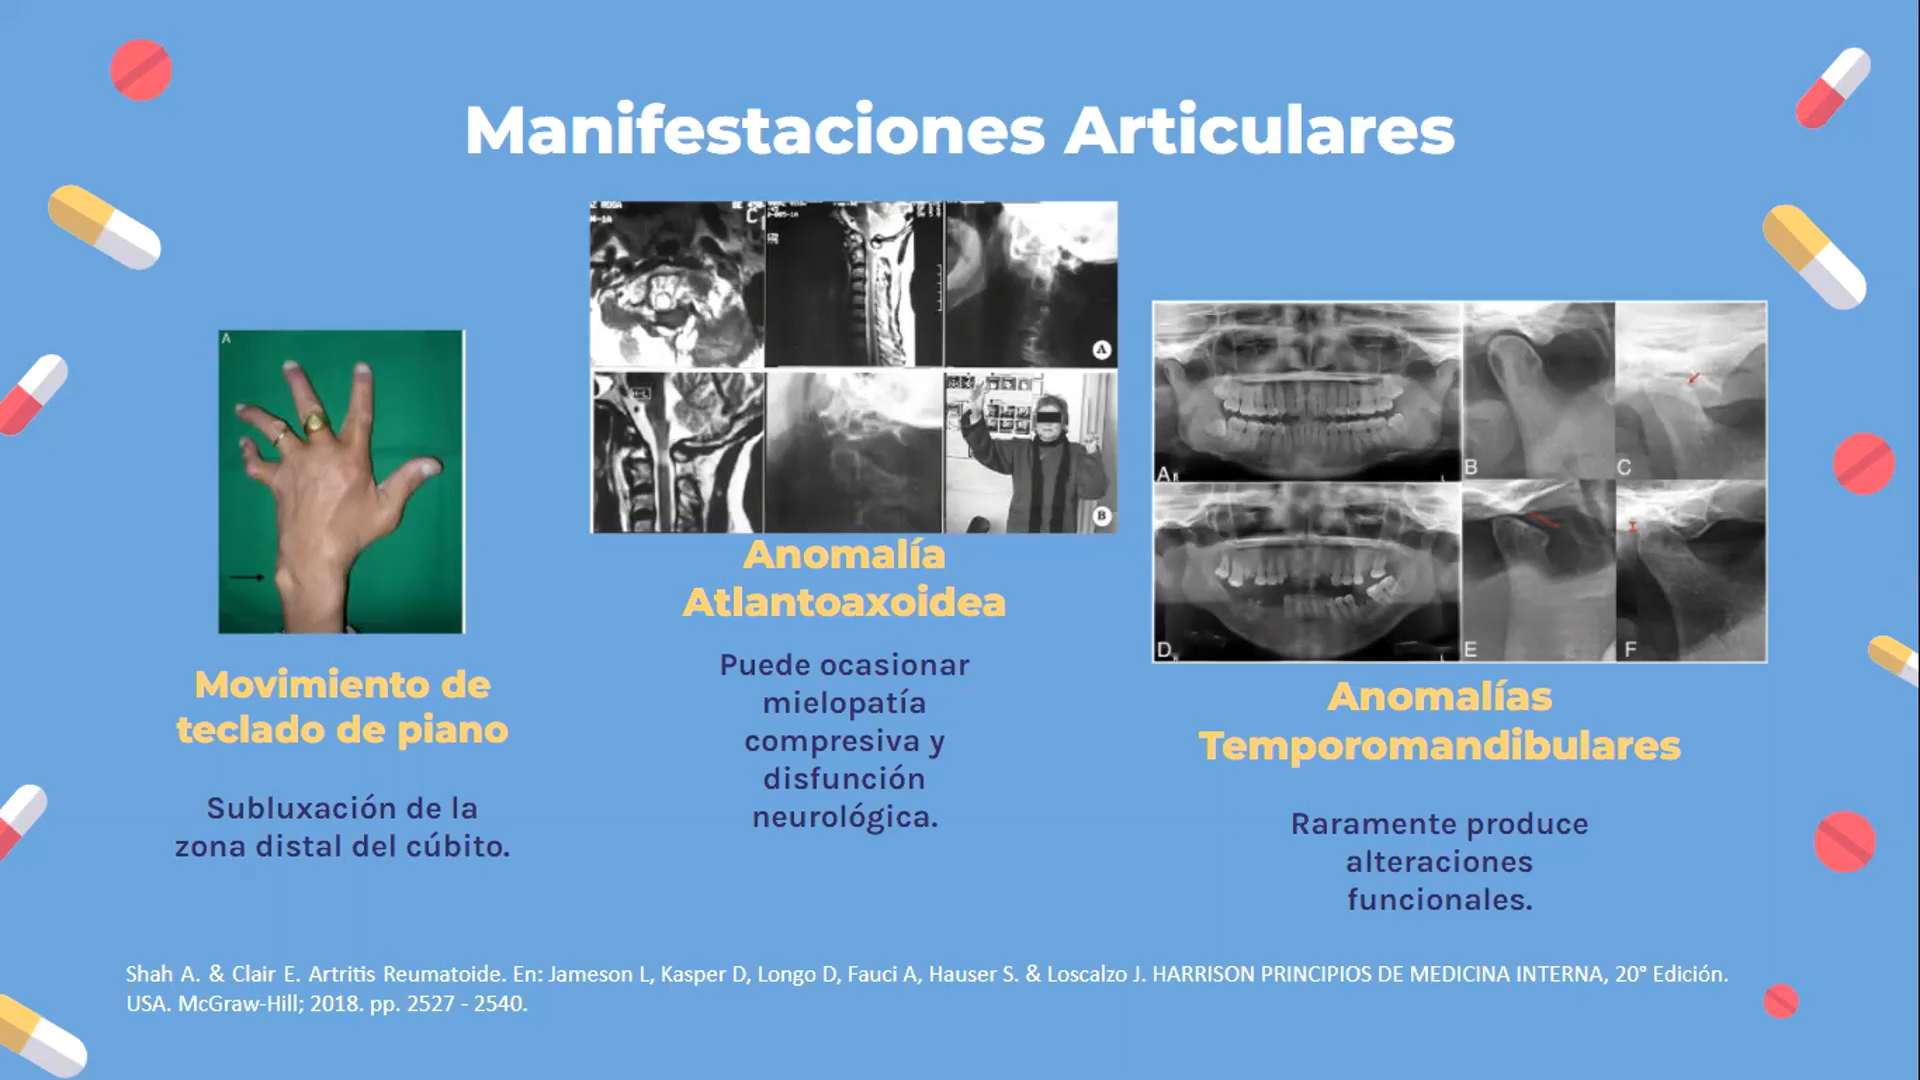 Manifestaciones Articulares
A
A
B
Anomalía
Atlantoaxoidea
Puede ocasionar
mielopatía
compresiva y
disfunción
neurológica.
Movimiento de
teclado de piano
Subluxación de la
zona distal del cúbito.
A
B
C
D
E
F
Anomalías
Temporomandibulares
Raramente produce
alteraciones
funcionales.
Shah A. & Clair E. Artritis Reumatoide. En: Jameson L, Kasper D, Longo D, Fauci A, Hauser S. & Loscalzo J. HARRISON PRINCIPIOS DE MEDICINA INTERNA, 20° Edición.
USA. McGraw-Hill; 2018. pp. 2527 - 2540.